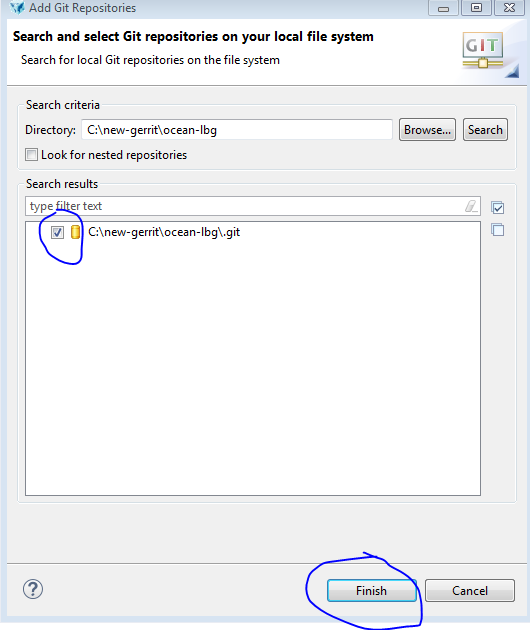 Add Git Repositories
Search and select Git repositories on your local file system
Search for local Git repositories on the file system
GIT
Search criteria
Directory: C:\new-gerrit\ocean-lbg Browse... Search
Look for nested repositories
Search results
type filter text
C:\new-gerrit\ocean-lbg\.git
? Finish Cancel